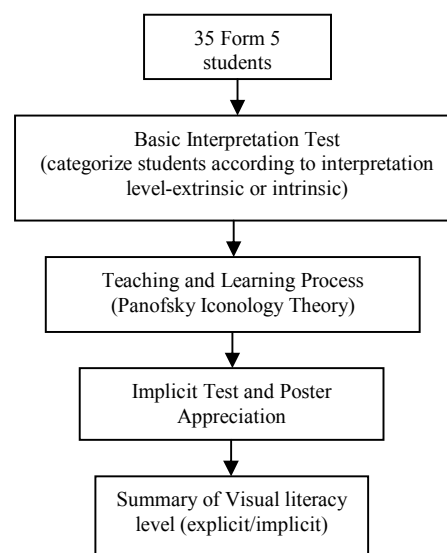 35 Form 5
students
Basic Interpretation Test
(categorize students according to interpretation
level-extrinsic or intrinsic)
Teaching and Learning Process
(Panofsky Iconology Theory)
Implicit Test and Poster
Appreciation
Summary of Visual literacy
level (explicit/implicit)